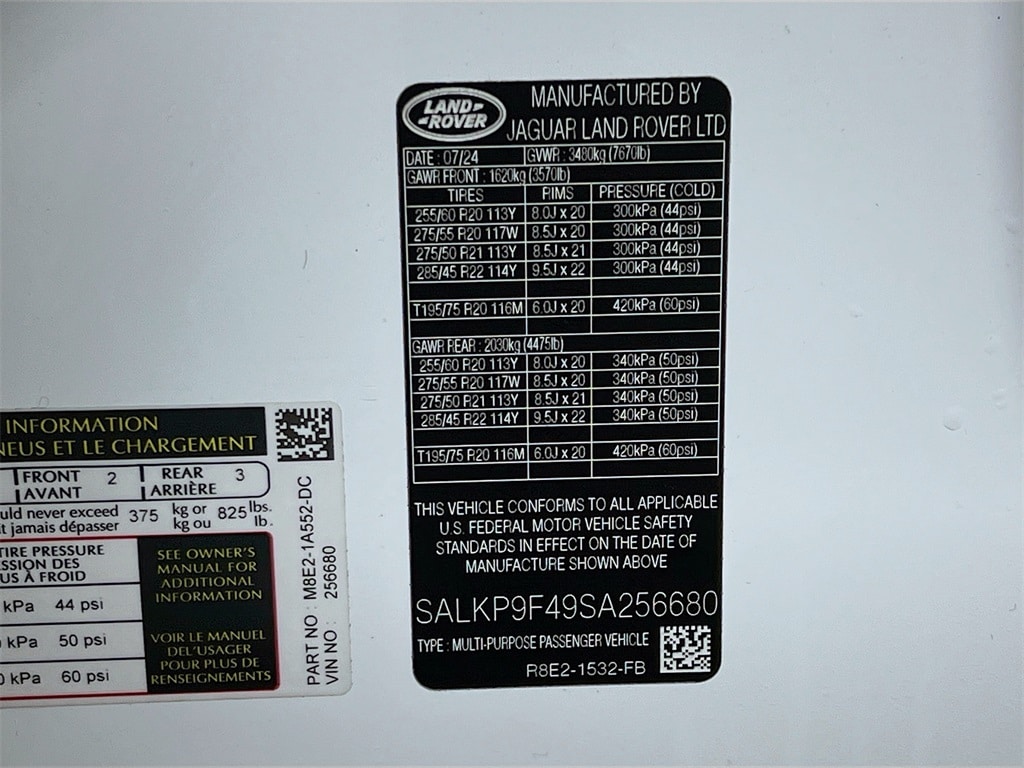 LAND-
-ROVER
MANUFACTURED BY
JAGUAR LAND ROVER LTD
DATE : 07/24 GVWR : 3480kg (7670lb)
GAWR FRONT : 1620kg (3570lb)
TIRES RIMS PRESSURE (COLD)
255/60 R20 113Y 8.0J x 20 300kPa (44psi)
275/55 R20 117W 8.5J x 20 300kPa (44psi)
275/50 R21 113Y 8.5J x 21 300kPa (44psi)
285/45 R22 114Y 9.5J x 22 300kPa (44psi)
T195/75 R20 116M 6.0J x 20 420kPa (60psi)
GAWR REAR : 2030kg (4475lb)
255/60 R20 113Y 8.0J x 20 340kPa (50psi)
275/55 R20 117W 8.5J x 20 340kPa (50psi)
275/50 R21 113Y 8.5J x 21 340kPa (50psi)
285/45 R22 114Y 9.5J x 22 340kPa (50psi)
T195/75 R20 116M 6.0J x 20 420kPa (60psi)
THIS VEHICLE CONFORMS TO ALL APPLICABLE
U.S. FEDERAL MOTOR VEHICLE SAFETY
STANDARDS IN EFFECT ON THE DATE OF
MANUFACTURE SHOWN ABOVE
SALKP9F49SA256680
TYPE : MULTI-PURPOSE PASSENGER VEHICLE
R8E2-1532-FB
INFORMATION
ET LE CHARGEMENT
FRONT 2 REAR 3
AVANT ARRIÈRE
never exceed 375 kg or 825 lbs.
jamais dépasser kg ou lb.
TIRE PRESSURE
DES
À FROID
kPa 44 psi
kPa 50 psi
kPa 60 psi
SEE OWNER'S
MANUAL FOR
ADDITIONAL
INFORMATION
VOIR LE MANUEL
DEL'USAGER
POUR PLUS DE
RENSEIGNEMENTS
PART NO : M8E2-1A552-DC
VIN NO : 256680